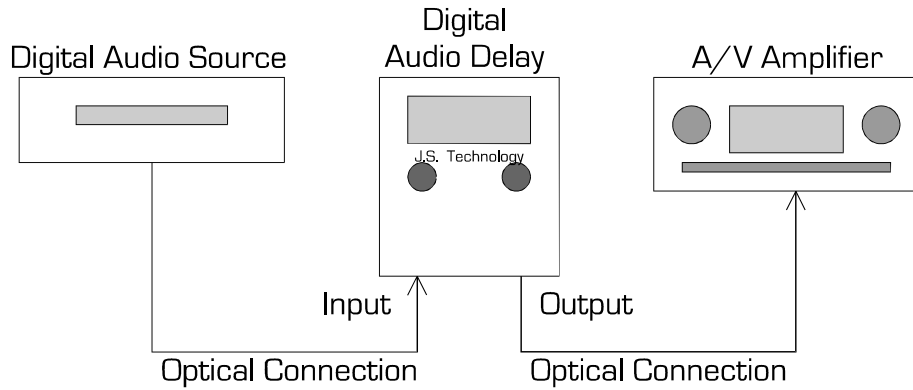 Digital Audio Source
Digital
Audio Delay
A/V Amplifier
J.S. Technology
Input
Output
Optical Connection
Optical Connection